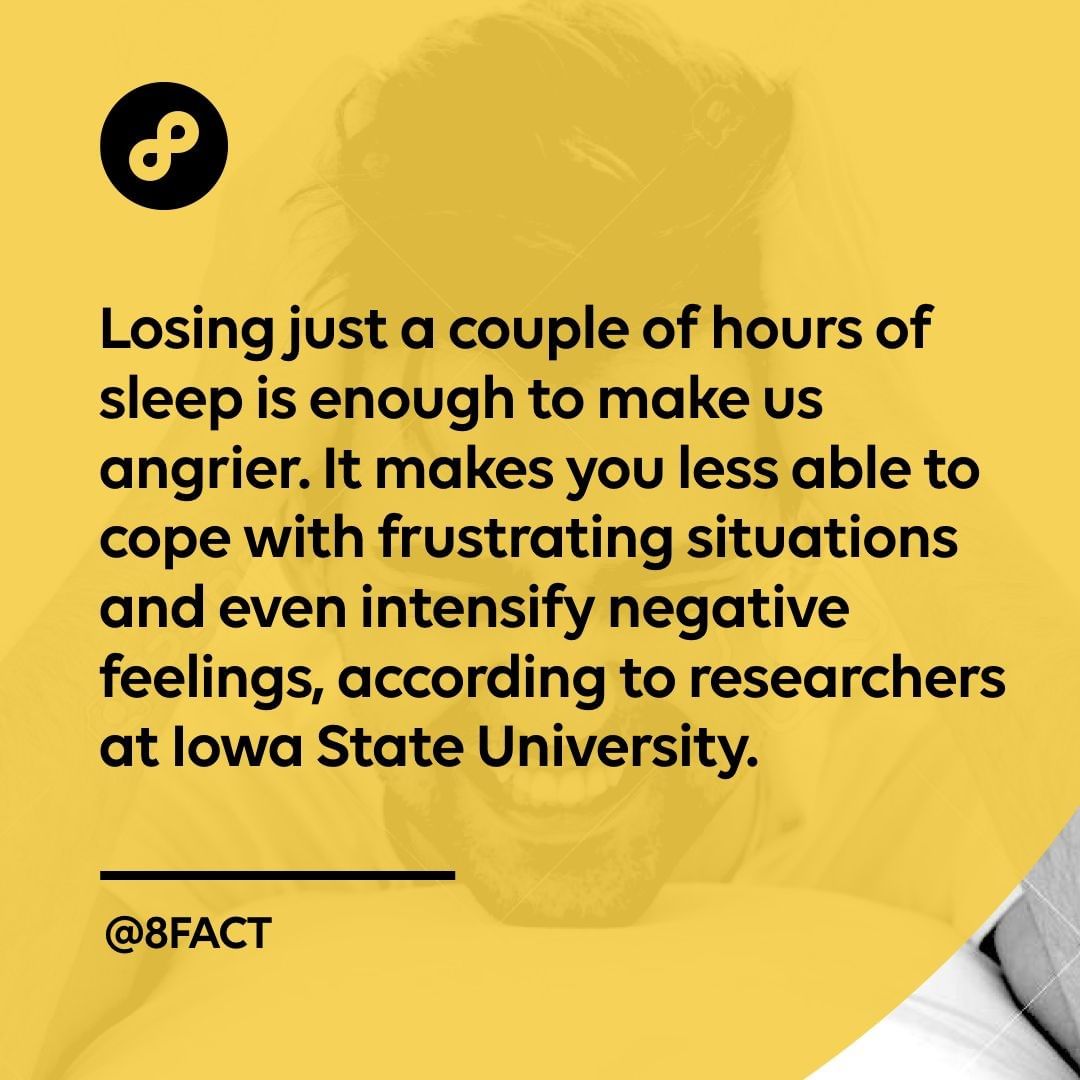 Losing just a couple of hours of
sleep is enough to make us
angrier. It makes you less able to
cope with frustrating situations
and even intensify negative
feelings, according to researchers
at Iowa State University.
@8FACT